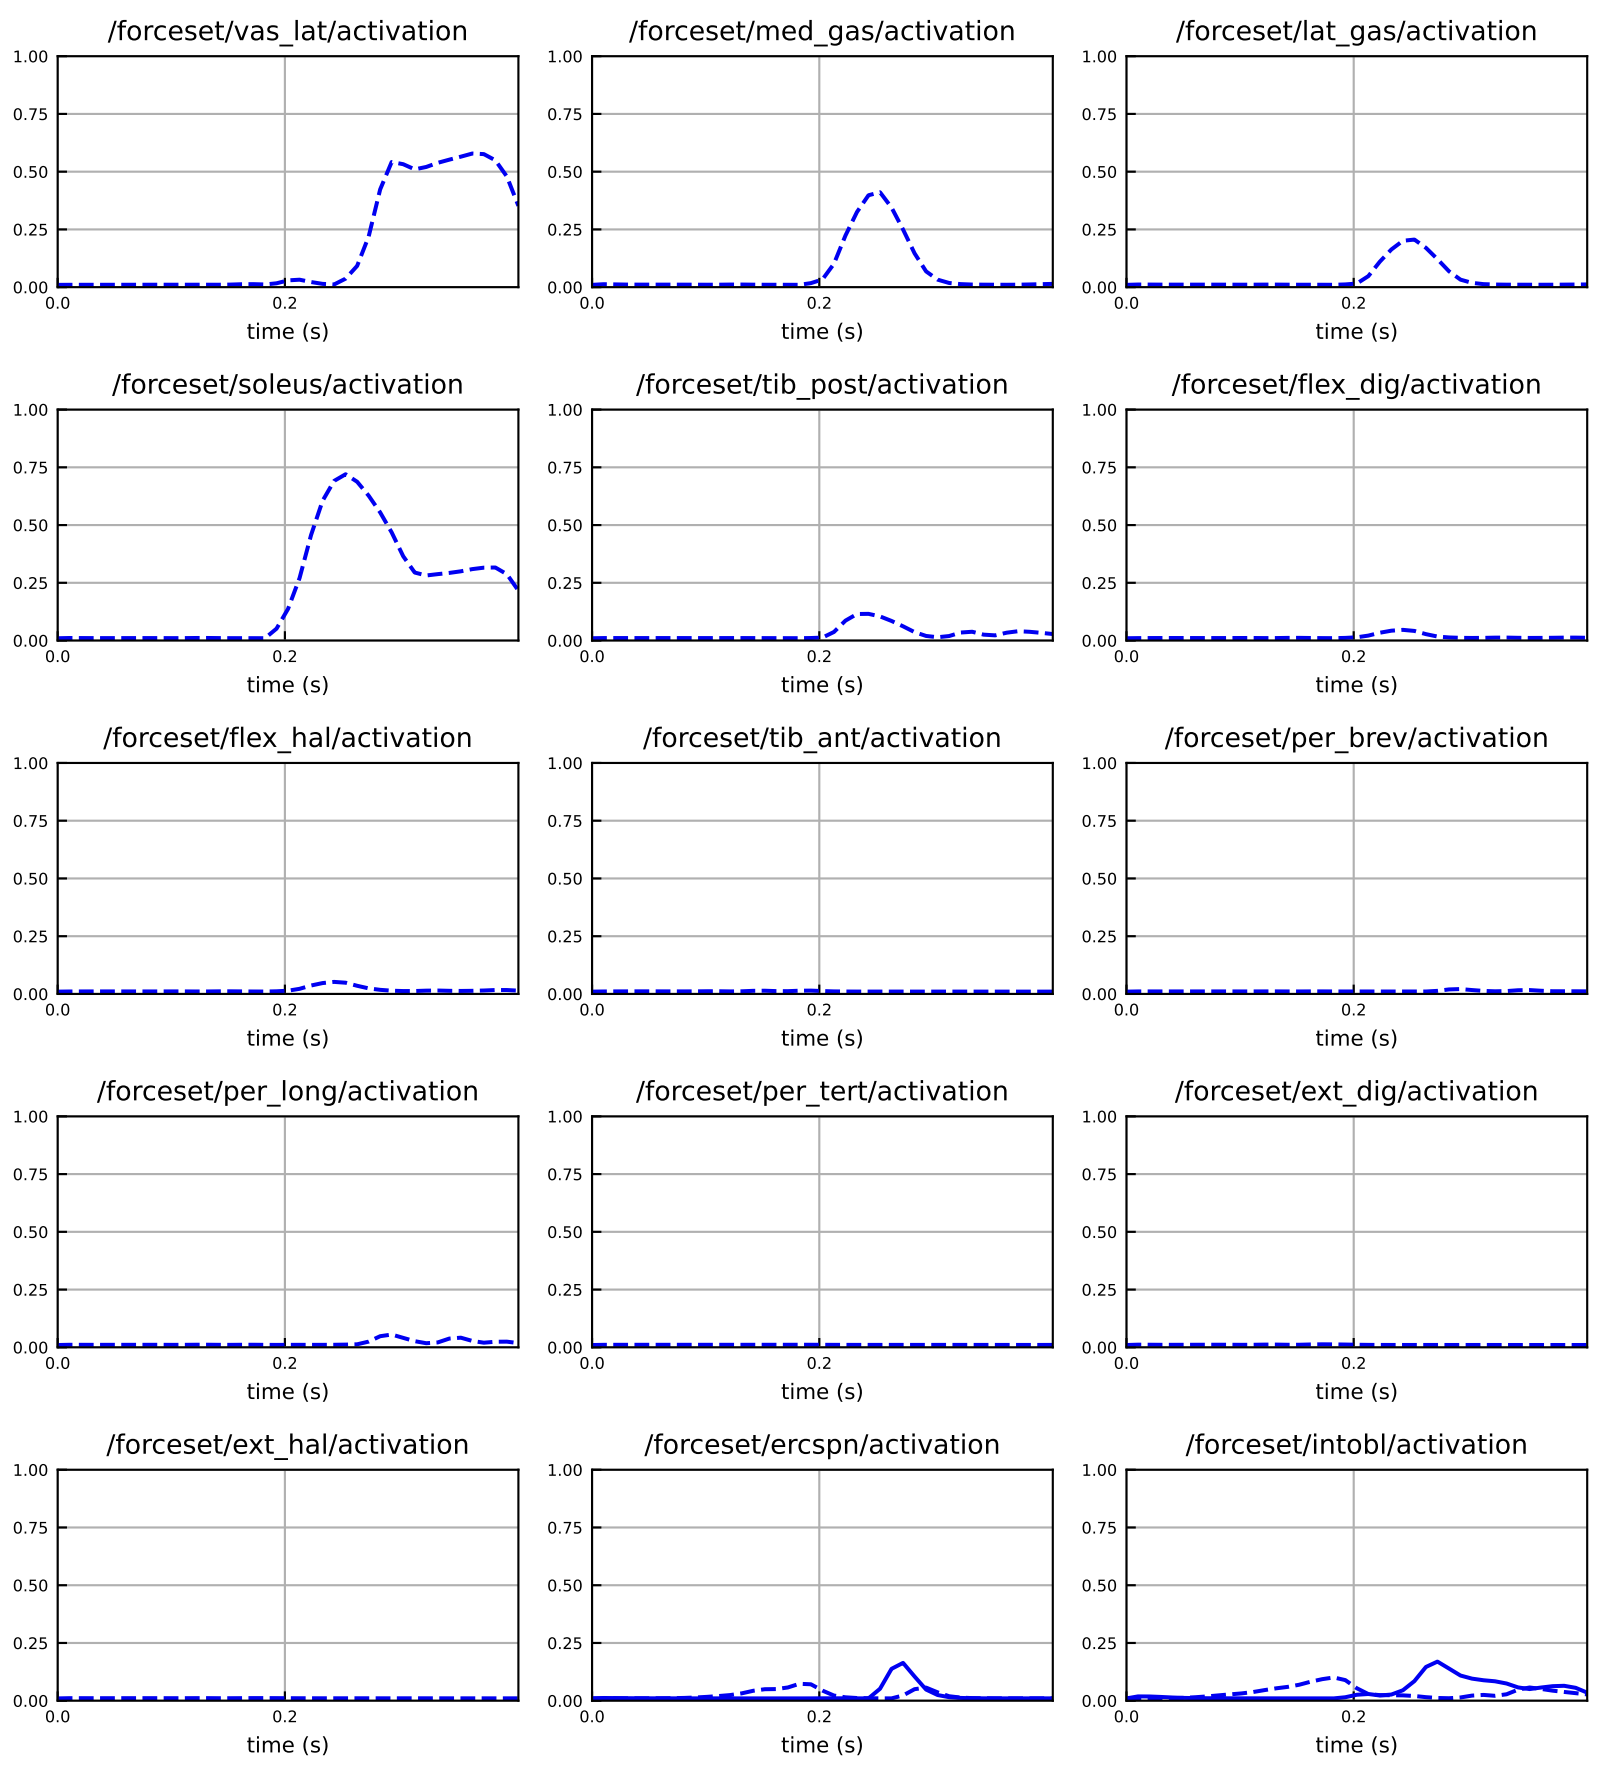 /forceset/vas_lat/activation /forceset/med_gas/activation /forceset/lat_gas/activation
1.00 1.00 1.00
0.75 0.75 0.75
0.50 0.50 0.50
0.25 0.25 0.25
0.00 0.00 0.00
0.0 0.2 0.0 0.2 0.0 0.2
time (s) time (s) time (s)
/forceset/soleus/activation /forceset/tib_post/activation /forceset/flex_dig/activation
1.00 1.00 1.00
0.75 0.75 0.75
0.50 0.50 0.50
0.25 0.25 0.25
0.00 0.00 0.00
0.0 0.2 0.0 0.2 0.0 0.2
time (s) time (s) time (s)
/forceset/flex_hal/activation /forceset/tib_ant/activation /forceset/per_brev/activation
1.00 1.00 1.00
0.75 0.75 0.75
0.50 0.50 0.50
0.25 0.25 0.25
0.00 0.00 0.00
0.0 0.2 0.0 0.2 0.0 0.2
time (s) time (s) time (s)
/forceset/per_long/activation /forceset/per_tert/activation /forceset/ext_dig/activation
1.00 1.00 1.00
0.75 0.75 0.75
0.50 0.50 0.50
0.25 0.25 0.25
0.00 0.00 0.00
0.0 0.2 0.0 0.2 0.0 0.2
time (s) time (s) time (s)
/forceset/ext_hal/activation /forceset/ercspn/activation /forceset/intobl/activation
1.00 1.00 1.00
0.75 0.75 0.75
0.50 0.50 0.50
0.25 0.25 0.25
0.00 0.00 0.00
0.0 0.2 0.0 0.2 0.0 0.2
time (s) time (s) time (s)